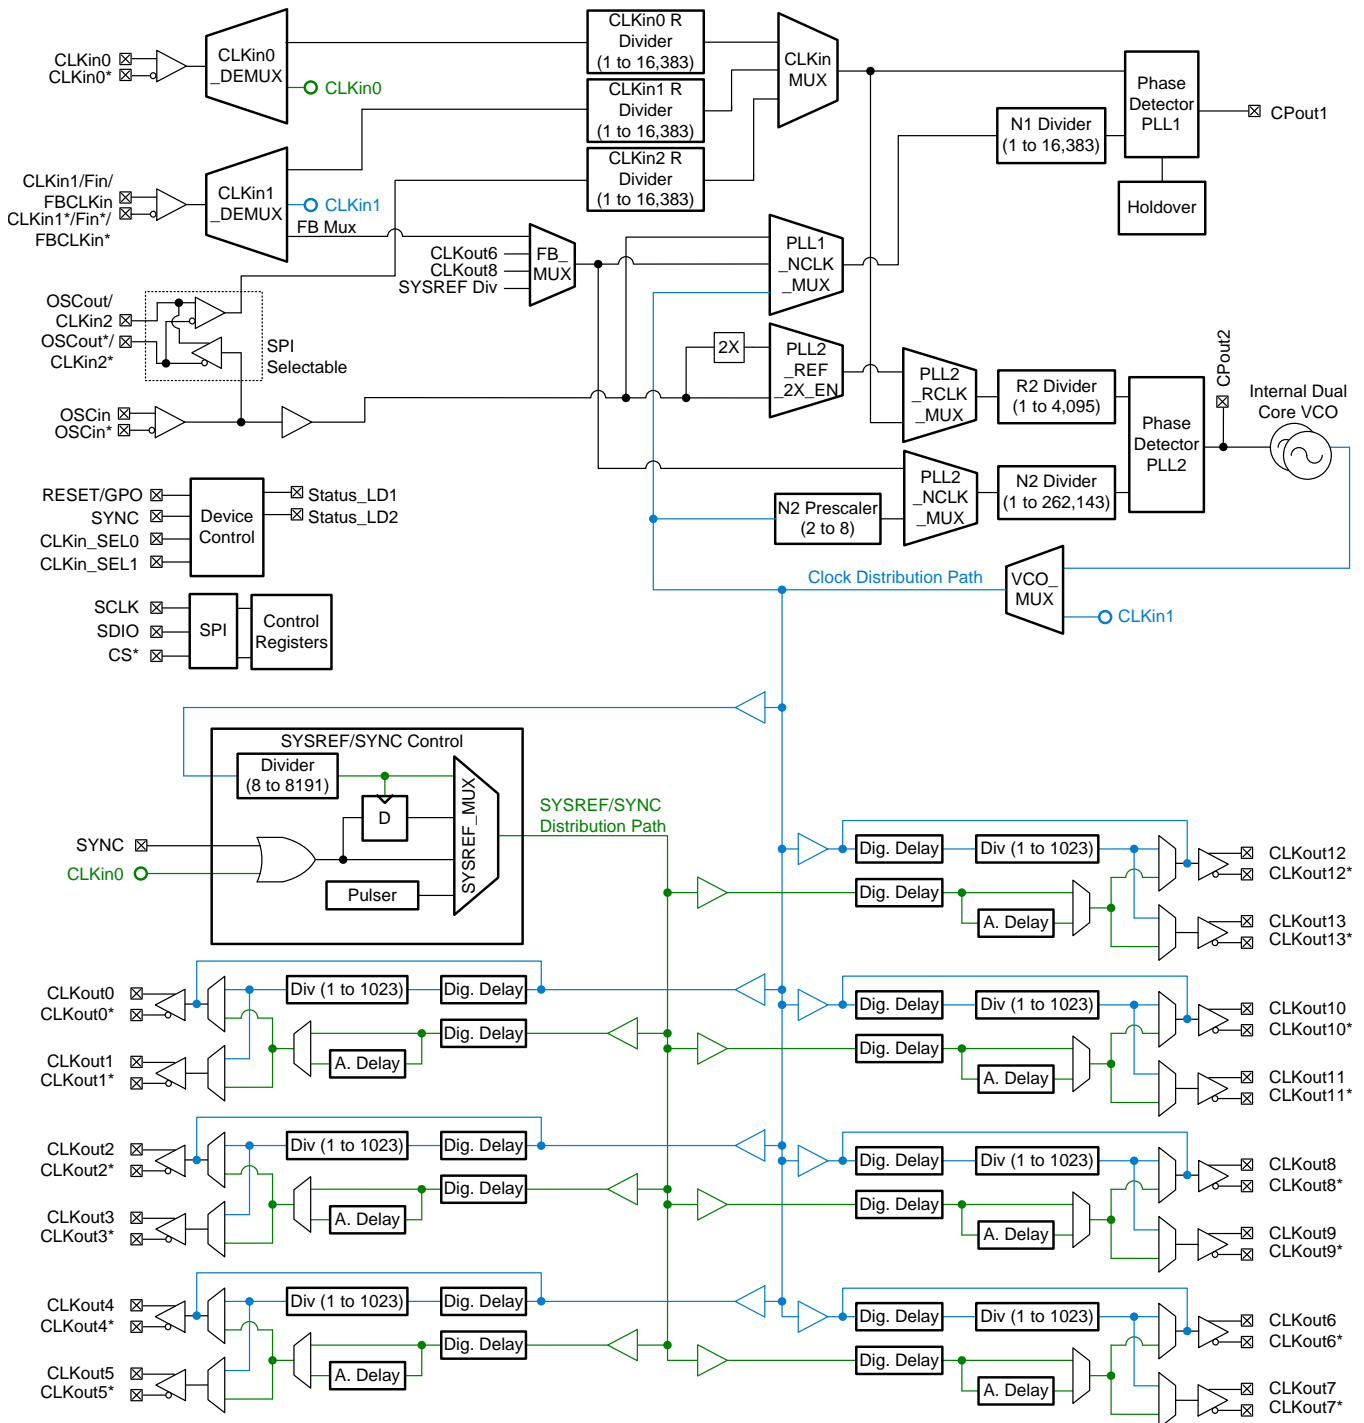 CLKin0
CLKin0*
CLKin0
_DEMUX
CLKin0
CLKin0 R
Divider
(1 to 16,383)
CLKin1 R
Divider
(1 to 16,383)
CLKin2 R
Divider
(1 to 16,383)
CLKin
MUX
N1 Divider
(1 to 16,383)
Phase
Detector
PLL1
CPout1
Holdover
CLKin1/Fin/
FBCLKin
CLKin1*/Fin*/
FBCLKin*
CLKin1
_DEMUX
CLKin1
FB Mux
CLKout6
CLKout8
SYSREF Div
FB_
MUX
PLL1
_NCLK
_MUX
OSCout/
CLKin2
OSCout*/
CLKin2*
SPI
Selectable
OSCin
OSCin*
2X
PLL2
_REF
_2X_EN
PLL2
_RCLK
_MUX
R2 Divider
(1 to 4,095)
Phase
Detector
PLL2
CPout2
Internal Dual
Core VCO
PLL2
_NCLK
_MUX
N2 Divider
(1 to 262,143)
N2 Prescaler
(2 to 8)
RESET/GPO
SYNC
CLKin_SEL0
CLKin_SEL1
Device
Control
Status_LD1
Status_LD2
SCLK
SDIO
CS*
SPI
Control
Registers
Clock Distribution Path
VCO_
MUX
CLKin1
SYSREF/SYNC Control
Divider
(8 to 8191)
D
SYSREF_MUX
Pulser
SYNC
CLKin0
SYSREF/SYNC
Distribution Path
Dig. Delay
Div (1 to 1023)
Dig. Delay
A. Delay
CLKout12
CLKout12*
CLKout13
CLKout13*
CLKout0
CLKout0*
CLKout1
CLKout1*
Div (1 to 1023)
Dig. Delay
Dig. Delay
A. Delay
Dig. Delay
Div (1 to 1023)
Dig. Delay
A. Delay
CLKout10
CLKout10*
CLKout11
CLKout11*
CLKout2
CLKout2*
CLKout3
CLKout3*
Div (1 to 1023)
Dig. Delay
Dig. Delay
A. Delay
Dig. Delay
Div (1 to 1023)
Dig. Delay
A. Delay
CLKout8
CLKout8*
CLKout9
CLKout9*
CLKout4
CLKout4*
CLKout5
CLKout5*
Div (1 to 1023)
Dig. Delay
Dig. Delay
A. Delay
Dig. Delay
Div (1 to 1023)
Dig. Delay
A. Delay
CLKout6
CLKout6*
CLKout7
CLKout7*